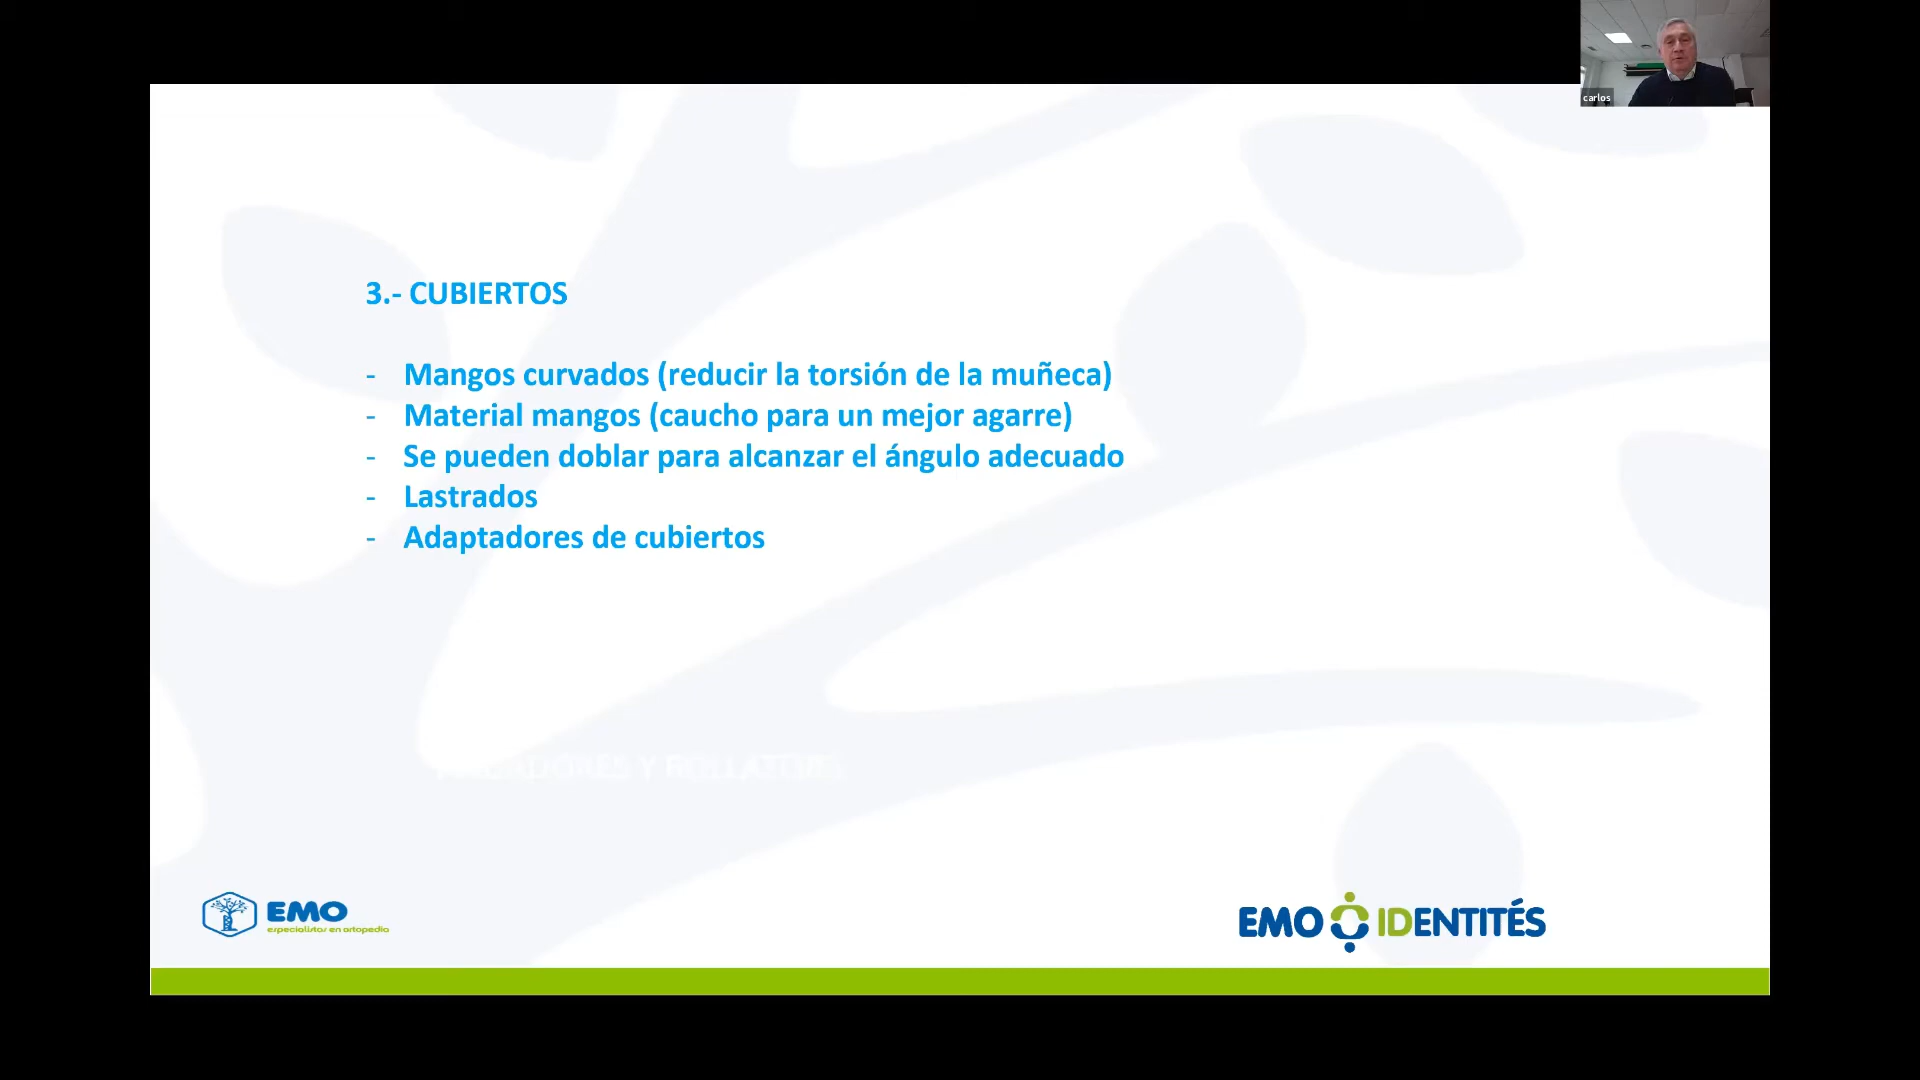 carlos
3.- CUBIERTOS
- Mangos curvados (reducir la torsión de la muñeca)
- Material mangos (caucho para un mejor agarre)
- Se pueden doblar para alcanzar el ángulo adecuado
- Lastrados
- Adaptadores de cubiertos
Y ROLLATORS
EMO
especialistas en ortopedia
EMO IDENTITÉS